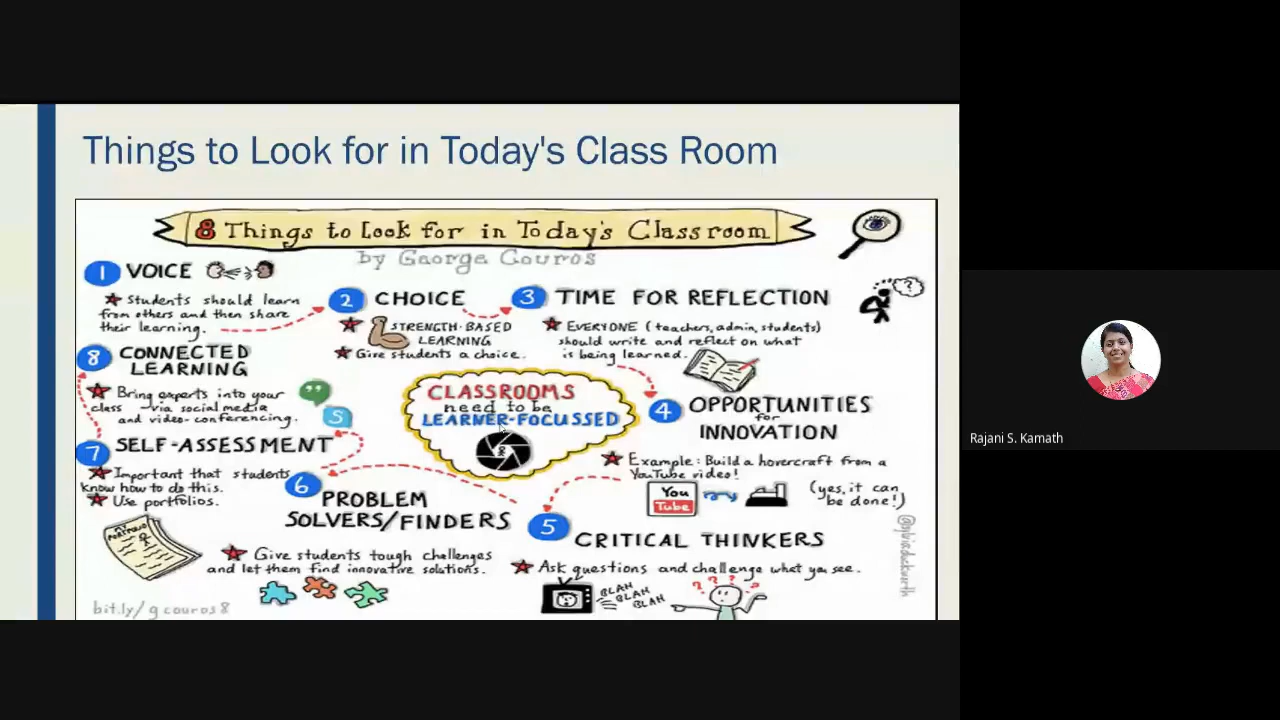 Things to Look for in Today's Class Room
8 Things to Look for in Today's Classroom
by George Couros
1 VOICE
★ Students should learn
from others and then share
their learning.
2 CHOICE
★ STRENGTH-BASED
LEARNING
★ Give students a choice.
3 TIME FOR REFLECTION
★ EVERYONE (teachers, admin, students)
should write and reflect on what
is being learned.
?
4 OPPORTUNITIES
for
INNOVATION
★ Example: Build a hovercraft from a
YouTube video!
You
Tube
(yes, it can
be done!)
5 CRITICAL THINKERS
★ Ask questions and challenge what you see.
BLAH
BLAH
BLAH
? ? ? ?
6 PROBLEM
SOLVERS/FINDERS
★ Give students tough challenges
and let them find innovative solutions.
7 SELF-ASSESSMENT
★ Important that students
know how to do this.
★ Use portfolios.
PORTFOLIO
8 CONNECTED
LEARNING
★ Bring experts into your
class - via social media
and video-conferencing.
S
CLASSROOMS
need to be
LEARNER-FOCUSSED
bit.ly/gcouros8
@sylviaduckworth
Rajani S. Kamath